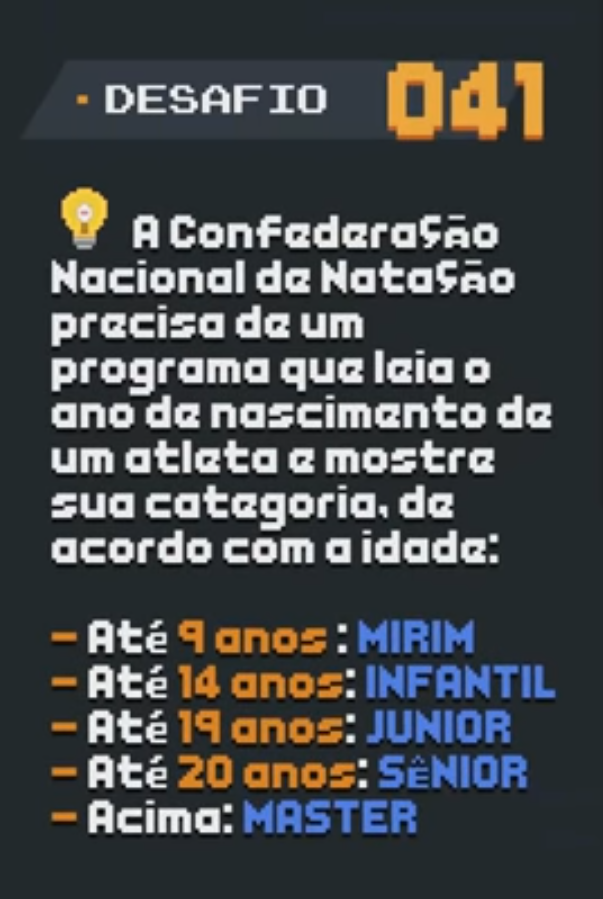 DESAFIO 041
A Confederação
Nacional de Natação
precisa de um
programa que leia o
ano de nascimento de
um atleta e mostre
sua categoria, de
acordo com a idade:
- Até 9 anos : MIRIM
- Até 14 anos: INFANTIL
- Até 19 anos: JUNIOR
- Até 20 anos: SÊNIOR
- Acima: MASTER